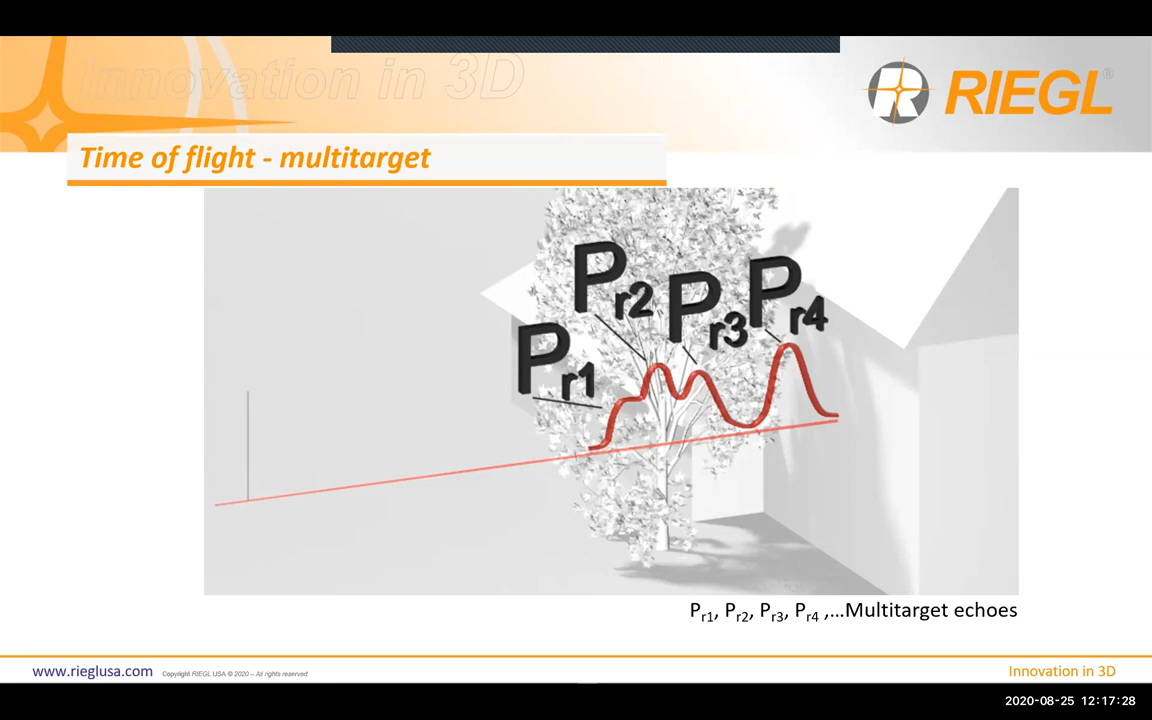 Innovation in 3D
RIEGL®
Time of flight - multitarget
Pr1
Pr2
Pr3
Pr4
Pr1, Pr2, Pr3, Pr4 ,...Multitarget echoes
www.rieglusa.com
Copyright RIEGL USA © 2020 – All rights reserved.
Innovation in 3D
2020-08-25 12:17:28